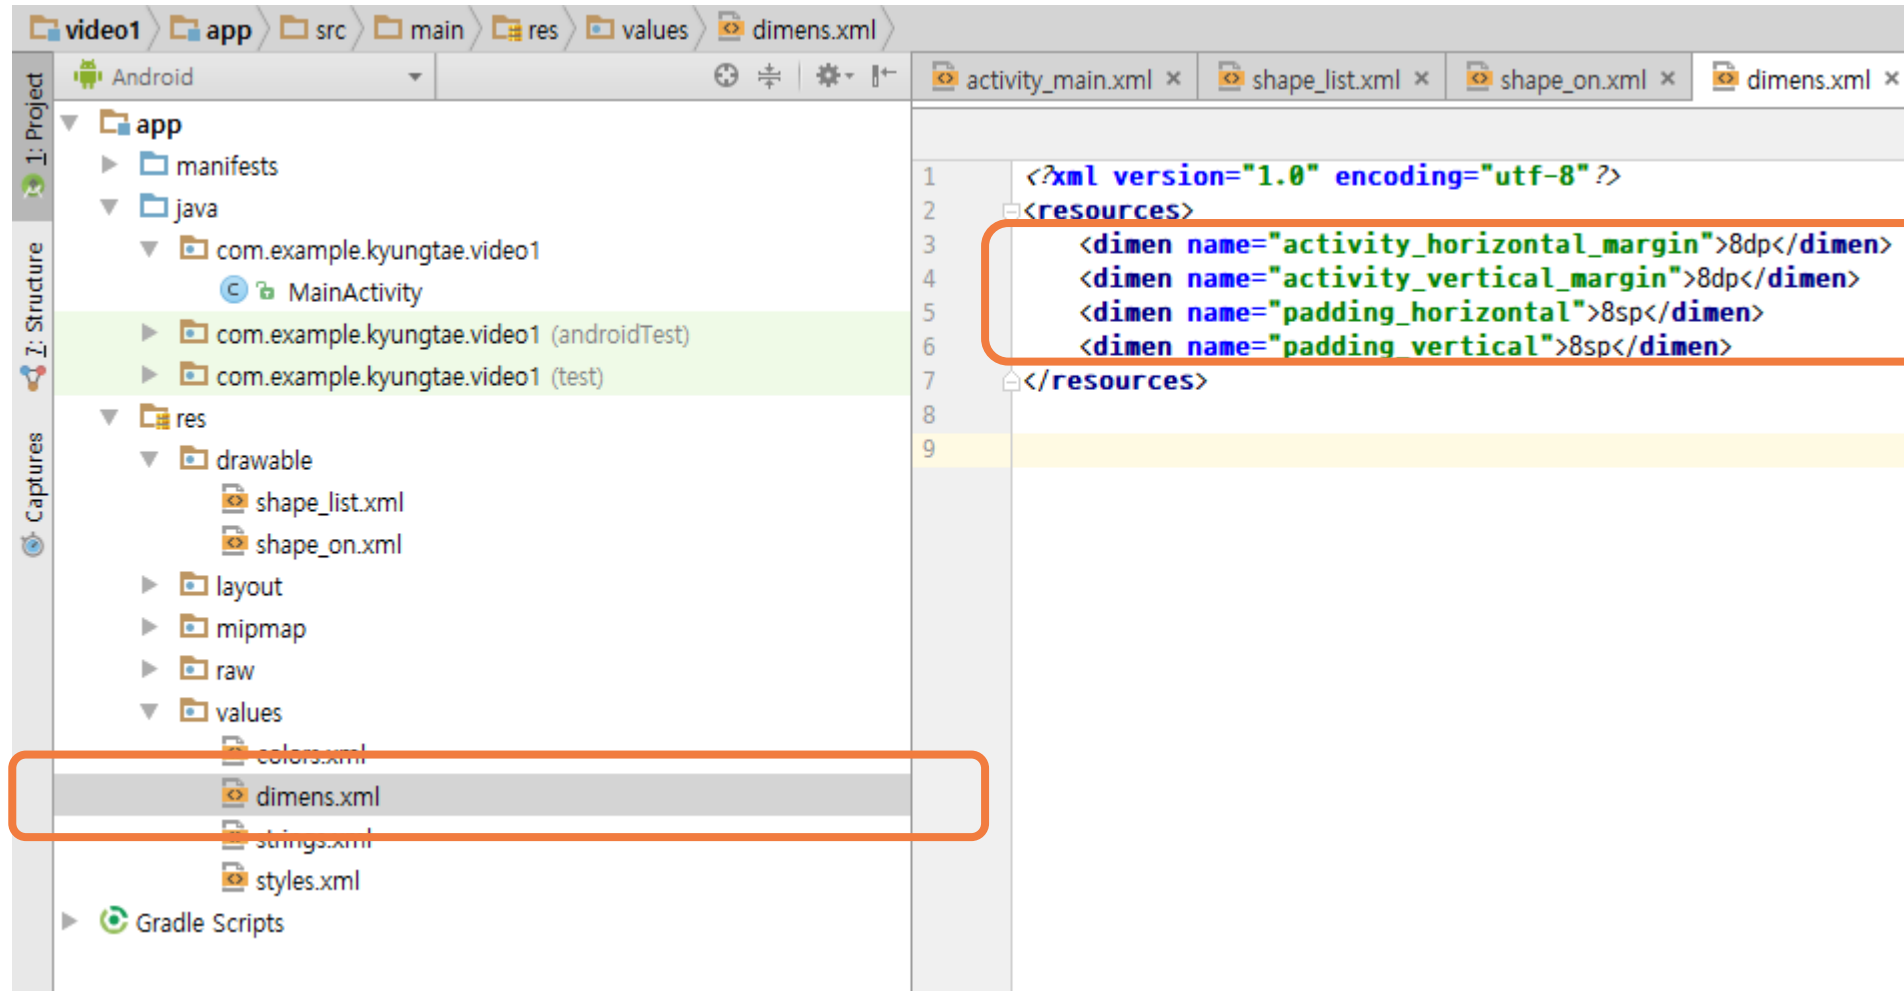 video1 app src main res values dimens.xml
Android
activity_main.xml shape_list.xml shape_on.xml dimens.xml
1: Project
7: Structure
Captures
app
manifests
java
com.example.kyungtae.video1
MainActivity
com.example.kyungtae.video1 (androidTest)
com.example.kyungtae.video1 (test)
res
drawable
shape_list.xml
shape_on.xml
layout
mipmap
raw
values
colors.xml
dimens.xml
strings.xml
styles.xml
Gradle Scripts
1 <?xml version="1.0" encoding="utf-8"?>
2 <resources>
3 <dimen name="activity_horizontal_margin">8dp</dimen>
4 <dimen name="activity_vertical_margin">8dp</dimen>
5 <dimen name="padding_horizontal">8sp</dimen>
6 <dimen name="padding_vertical">8sp</dimen>
7 </resources>
8
9